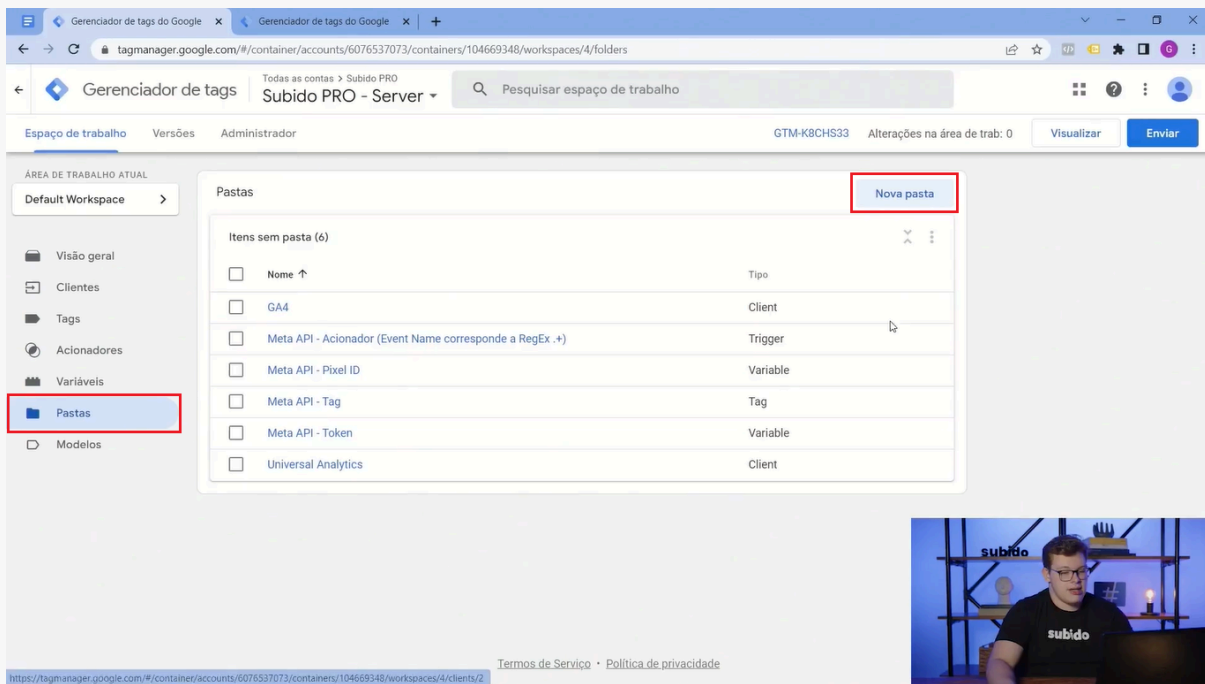 Gerenciador de tags do Google
Gerenciador de tags do Google
tagmanager.google.com/#/container/accounts/6076537073/containers/104669348/workspaces/4/folders
G
Gerenciador de tags
Todas as contas > Subido PRO
Subido PRO - Server
Pesquisar espaço de trabalho
Espaço de trabalho
Versões
Administrador
GTM-K8CHS33
Alterações na área de trab: 0
Visualizar
Enviar
ÁREA DE TRABALHO ATUAL
Default Workspace
Visão geral
Clientes
Tags
Acionadores
Variáveis
Pastas
Modelos
Pastas
Nova pasta
Itens sem pasta (6)
Nome
Tipo
GA4
Client
Meta API - Acionador (Event Name corresponde a RegEx .+)
Trigger
Meta API - Pixel ID
Variable
Meta API - Tag
Tag
Meta API - Token
Variable
Universal Analytics
Client
subido
#
subido
Termos de Serviço • Política de privacidade
https://tagmanager.google.com/#/container/accounts/6076537073/containers/104669348/workspaces/4/clients/2